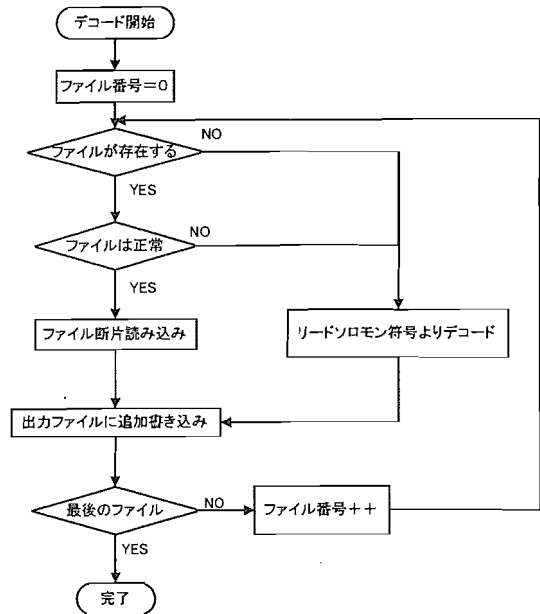 デコード開始
ファイル番号=0
ファイルが存在する
NO
YES
ファイルは正常
NO
YES
ファイル断片読み込み
リードソロモン符号よりデコード
出力ファイルに追加書き込み
最後のファイル
NO
ファイル番号++
YES
完了